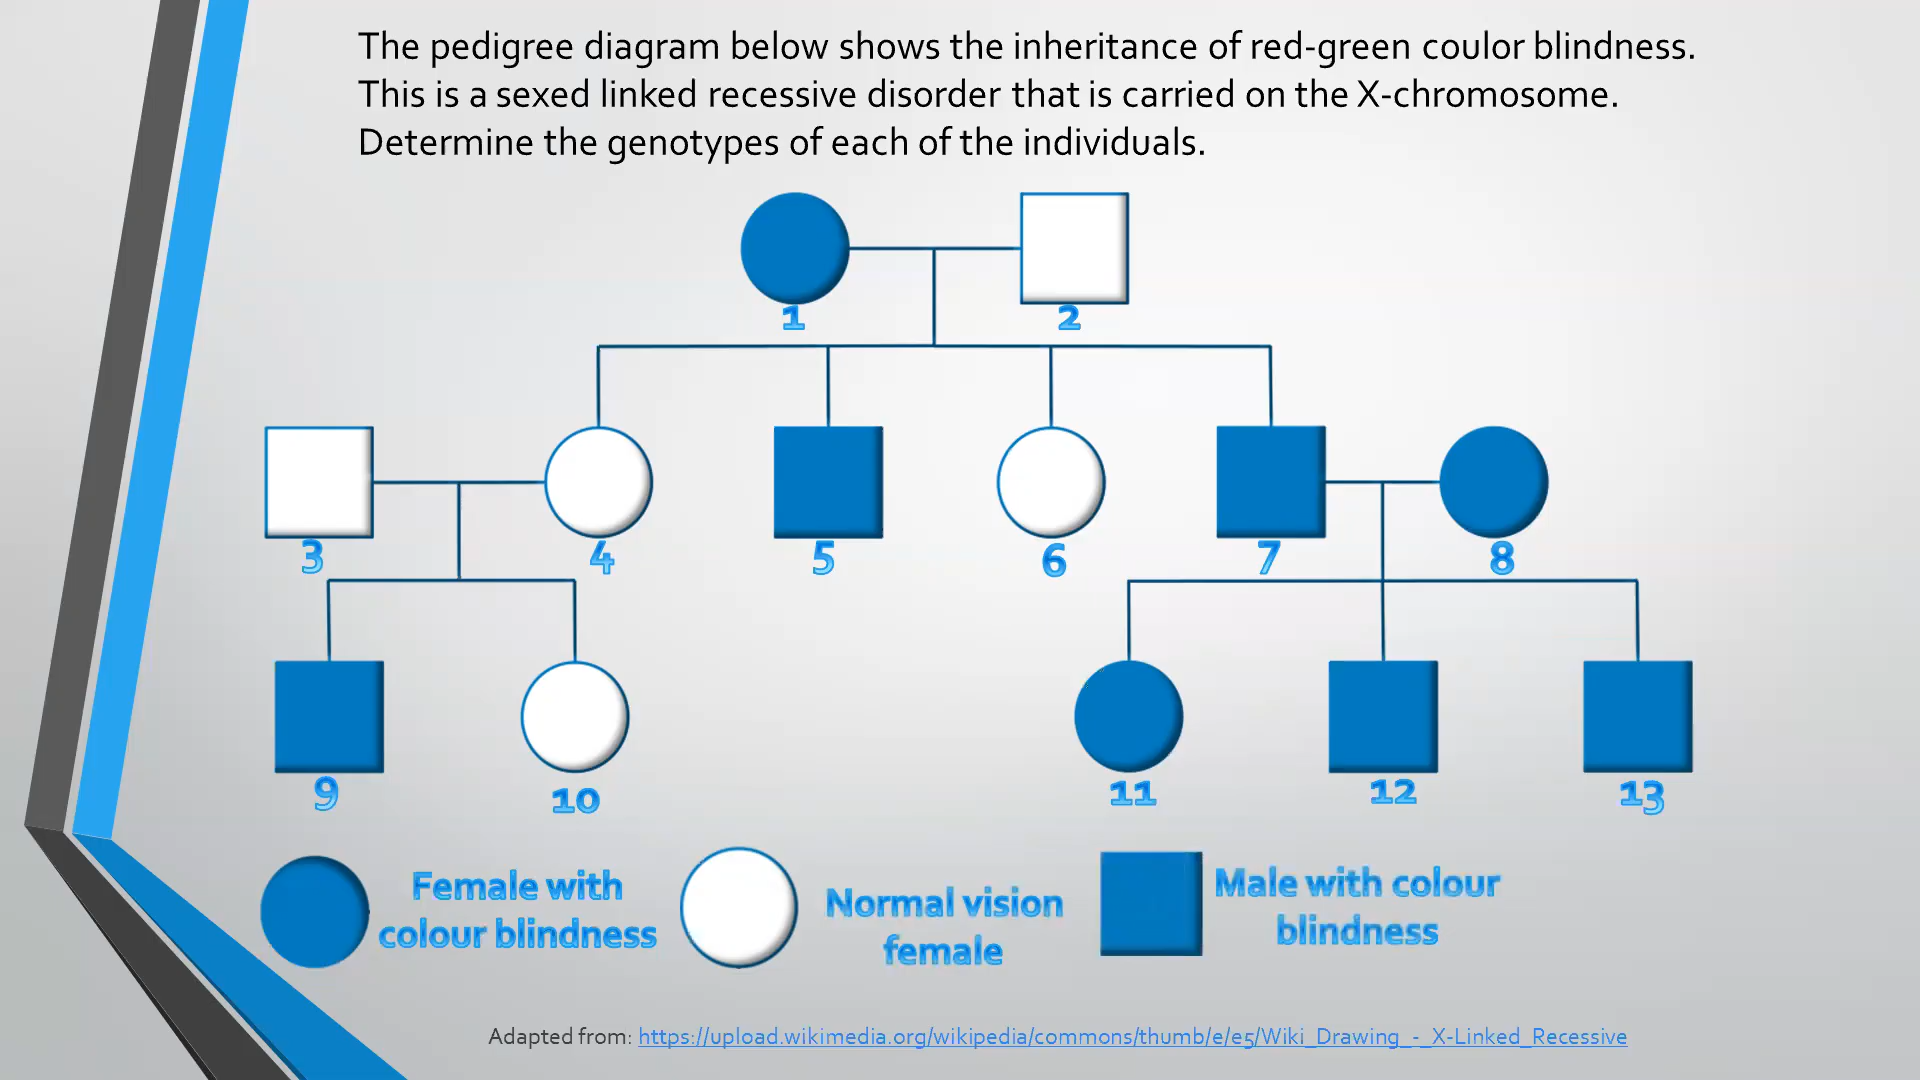 The pedigree diagram below shows the inheritance of red-green coulor blindness.
This is a sexed linked recessive disorder that is carried on the X-chromosome.
Determine the genotypes of each of the individuals.
1 2
3 4 5 6 7 8
9 10 11 12 13
Female with
colour blindness
Normal vision
female
Male with colour
blindness
Adapted from: https://upload.wikimedia.org/wikipedia/commons/thumb/e/e5/Wiki_Drawing_-_X-Linked_Recessive